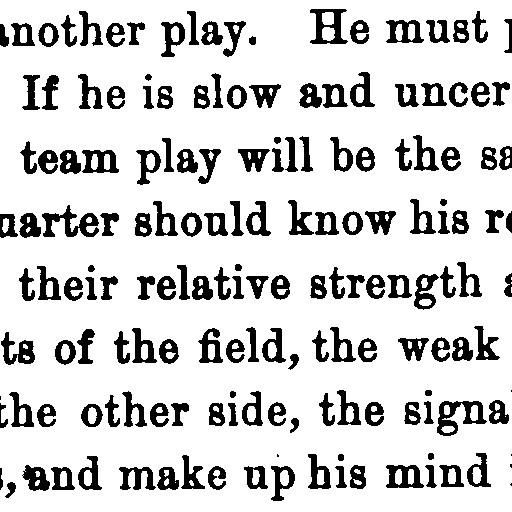 another play. He must
If he is slow and uncer
team play will be the sa
uarter should know his re
their relative strength a
ts of the field, the weak
the other side, the signa
s, and make up his mind